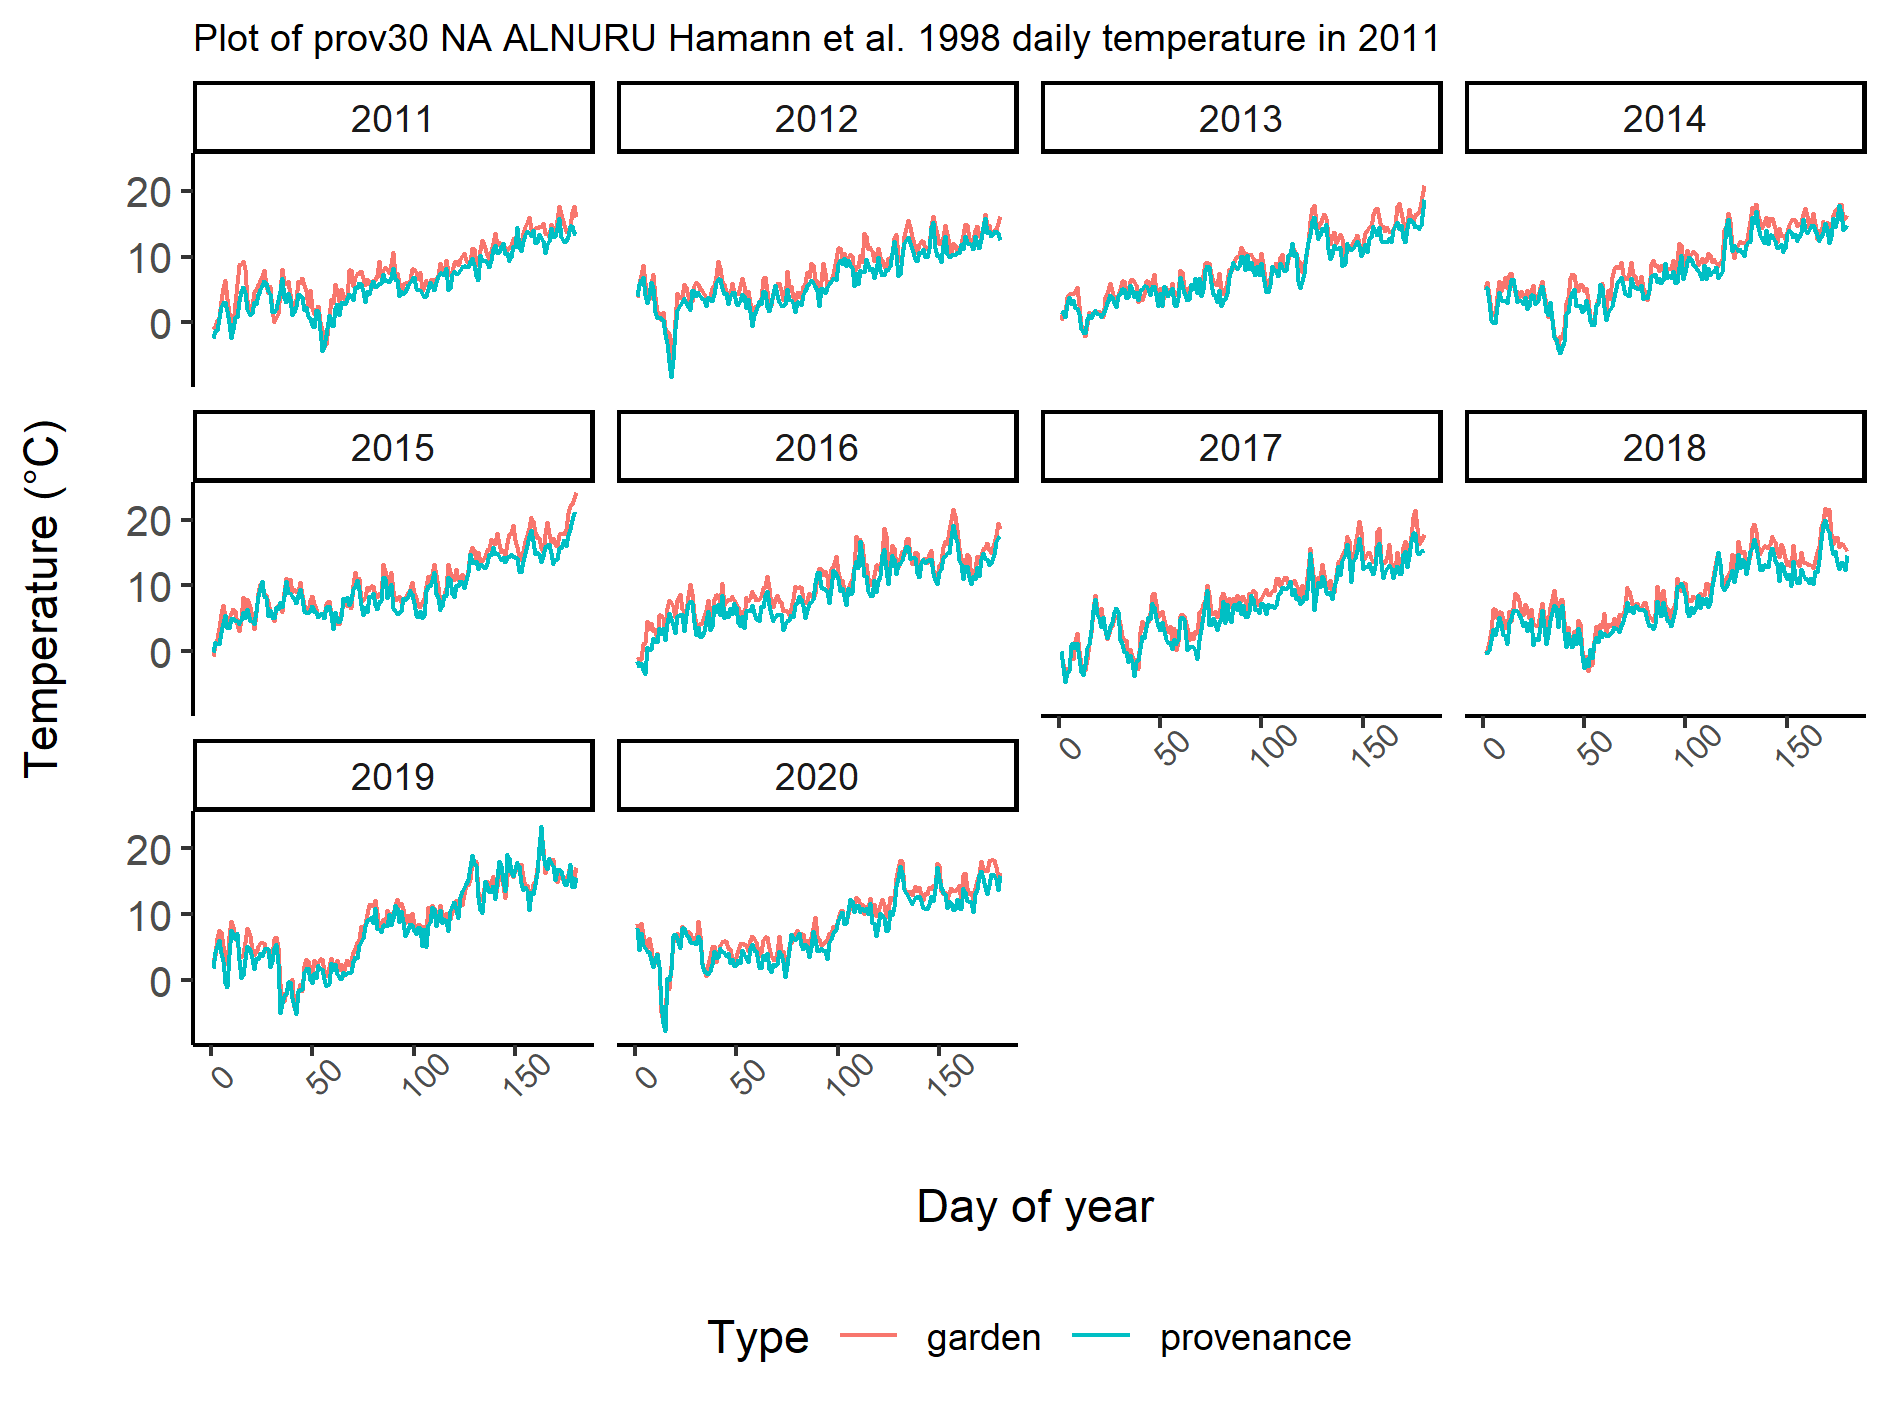 Plot of prov30 NA ALNURU Hamann et al. 1998 daily temperature in 2011
2011 2012 2013 2014
20
10
0
2015 2016 2017 2018
20
10
0
0 50 100 150 0 50 100 150
2019 2020
20
10
0
0 50 100 150 0 50 100 150
Temperature (°C)
Day of year
Type garden provenance